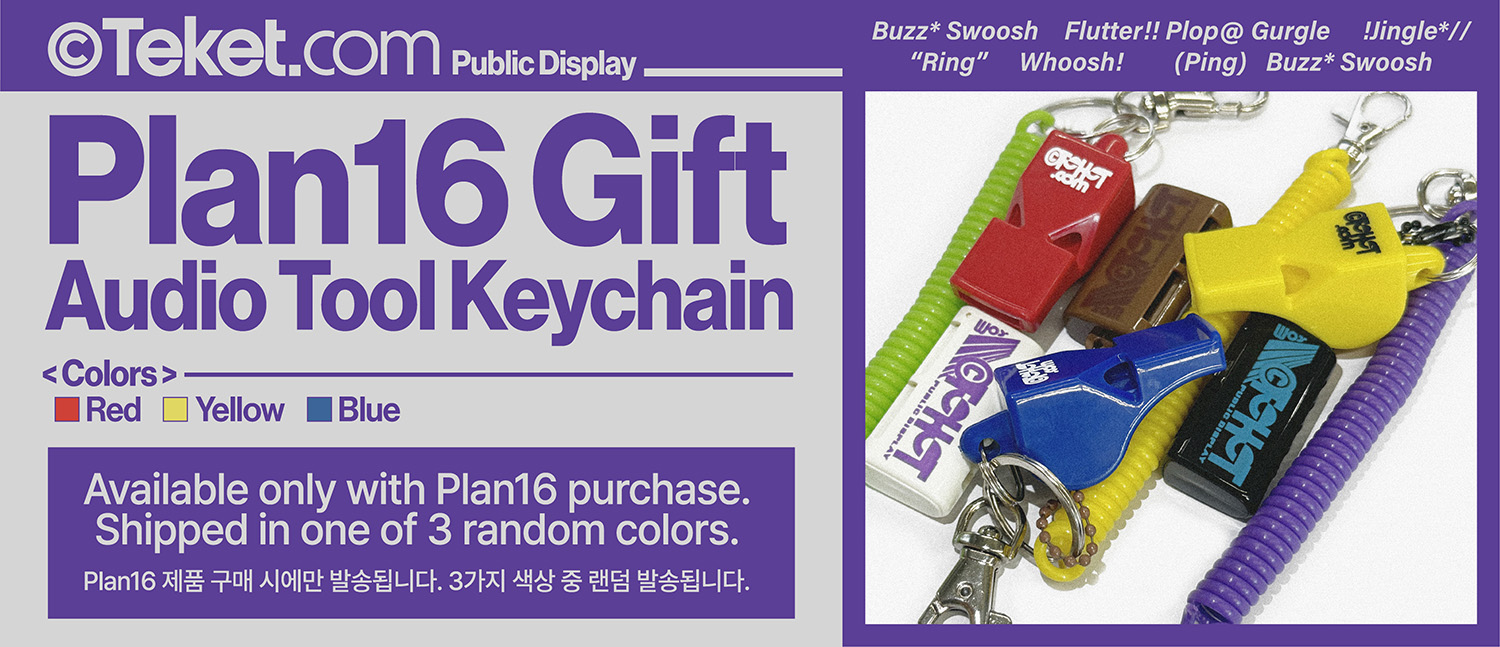 ©Teket.com Public Display
Plan16 Gift
Audio Tool Keychain
<Colors>
Red Yellow Blue
Available only with Plan16 purchase.
Shipped in one of 3 random colors.
Plan16 제품 구매 시에만 발송됩니다. 3가지 색상 중 랜덤 발송됩니다.
Buzz* Swoosh Flutter!! Plop@ Gurgle !Jingle*//
“Ring” Whoosh! (Ping) Buzz* Swoosh
PUBLIC DISPLAY
PUBLIC DISPLAY